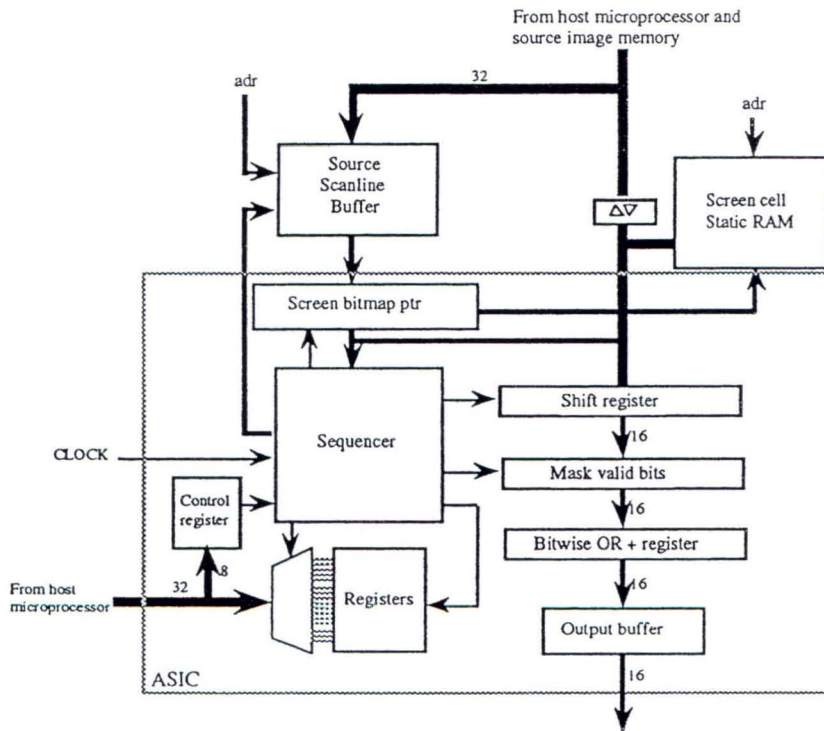 From host microprocessor and
source image memory
32
adr
adr
Source
Scanline
Buffer
Screen cell
Static RAM
Screen bitmap ptr
Shift register
16
Sequencer
CLOCK
Mask valid bits
Control
register
16
Bitwise OR + register
8
From host
microprocessor
32
Registers
16
Output buffer
16
ASIC